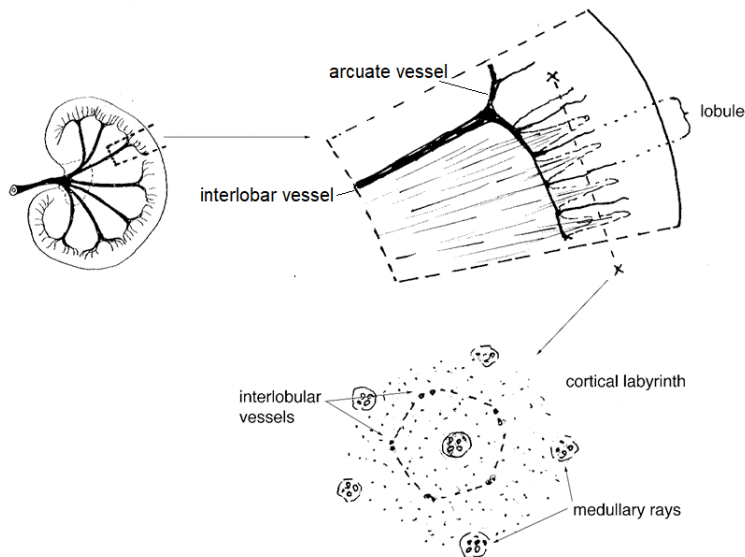 arcuate vessel
lobule
interlobar vessel
x
x
interlobular
vessels
cortical labyrinth
medullary rays